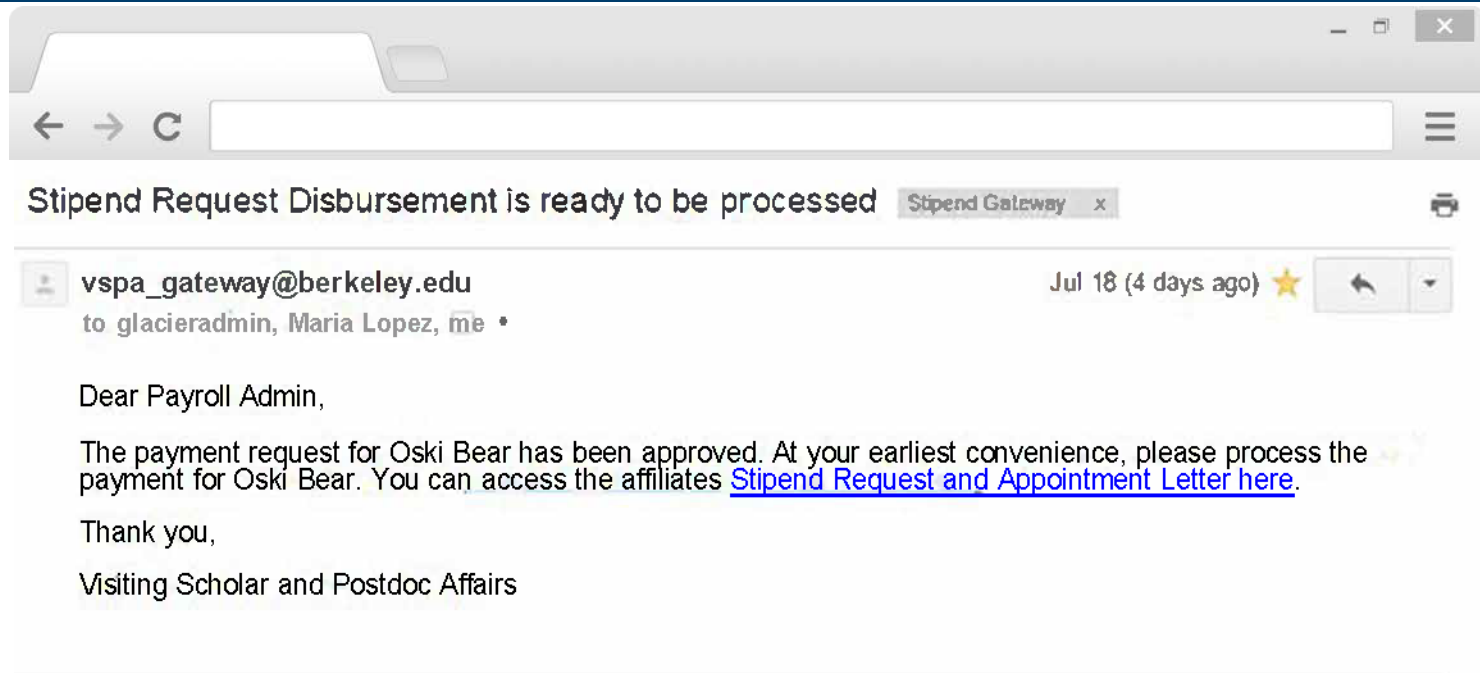 Stipend Request Disbursement is ready to be processed Stipend Gateway x
vspa_gateway@berkeley.edu Jul 18 (4 days ago)
to glacieradmin, Maria Lopez, me
Dear Payroll Admin,
The payment request for Oski Bear has been approved. At your earliest convenience, please process the
payment for Oski Bear. You can access the affiliates Stipend Request and Appointment Letter here.
Thank you,
Visiting Scholar and Postdoc Affairs